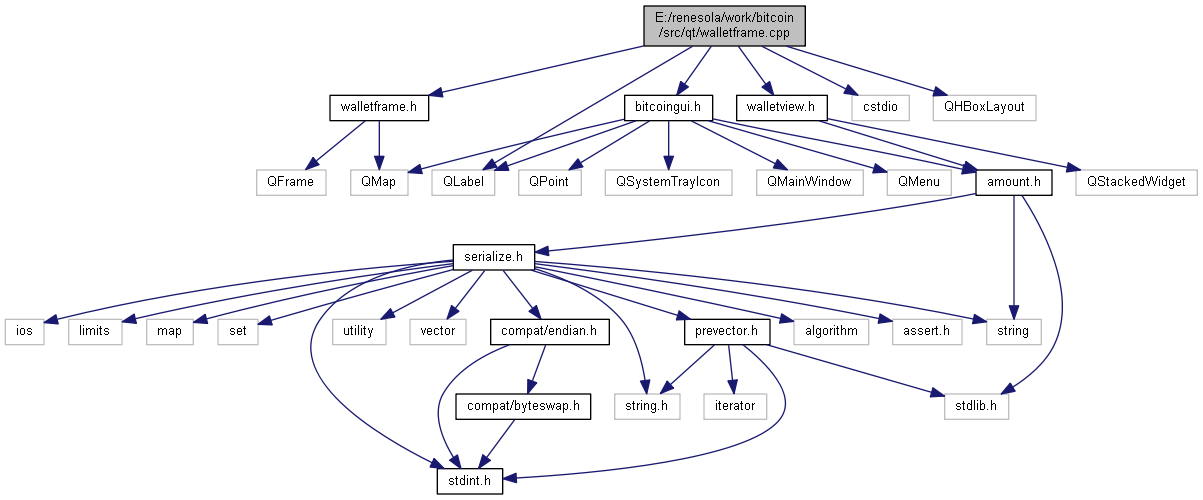 E:/renesola/work/bitcoin
/src/qt/walletframe.cpp
walletframe.h
bitcoingui.h
walletview.h
cstdio
QHBoxLayout
QFrame
QMap
QLabel
QPoint
QSystemTrayIcon
QMainWindow
QMenu
amount.h
QStackedWidget
serialize.h
ios
limits
map
set
utility
vector
compat/endian.h
prevector.h
algorithm
assert.h
string
compat/byteswap.h
string.h
iterator
stdlib.h
stdint.h